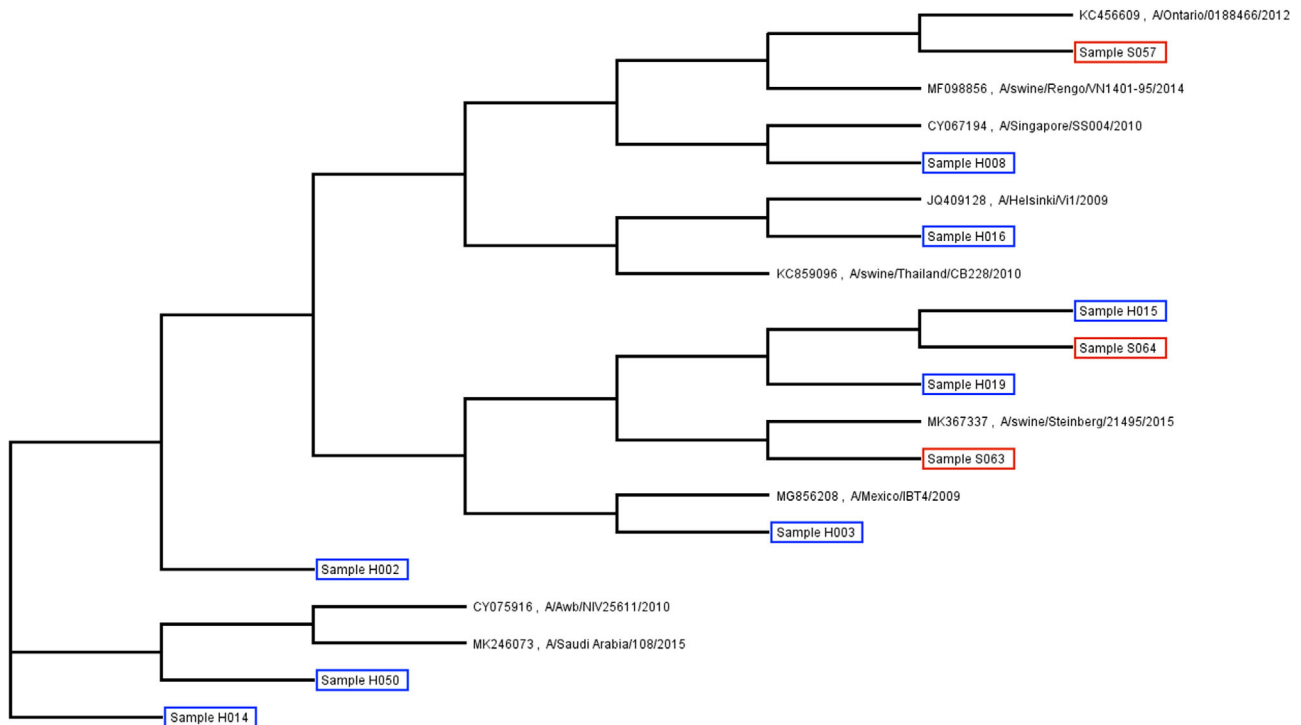 KC456609 , A/Ontario/0188466/2012
Sample S057
MF098856 , A/swine/Rengo/VN1401-95/2014
CY067194 , A/Singapore/SS004/2010
Sample H008
JQ409128 , A/Helsinki/Vi1/2009
Sample H016
KC859096 , A/swine/Thailand/CB228/2010
Sample H015
Sample S064
Sample H019
MK367337 , A/swine/Steinberg/21495/2015
Sample S063
MG856208 , A/Mexico/IBT4/2009
Sample H003
Sample H002
CY075916 , A/Awb/NIV25611/2010
MK246073 , A/Saudi Arabia/108/2015
Sample H050
Sample H014